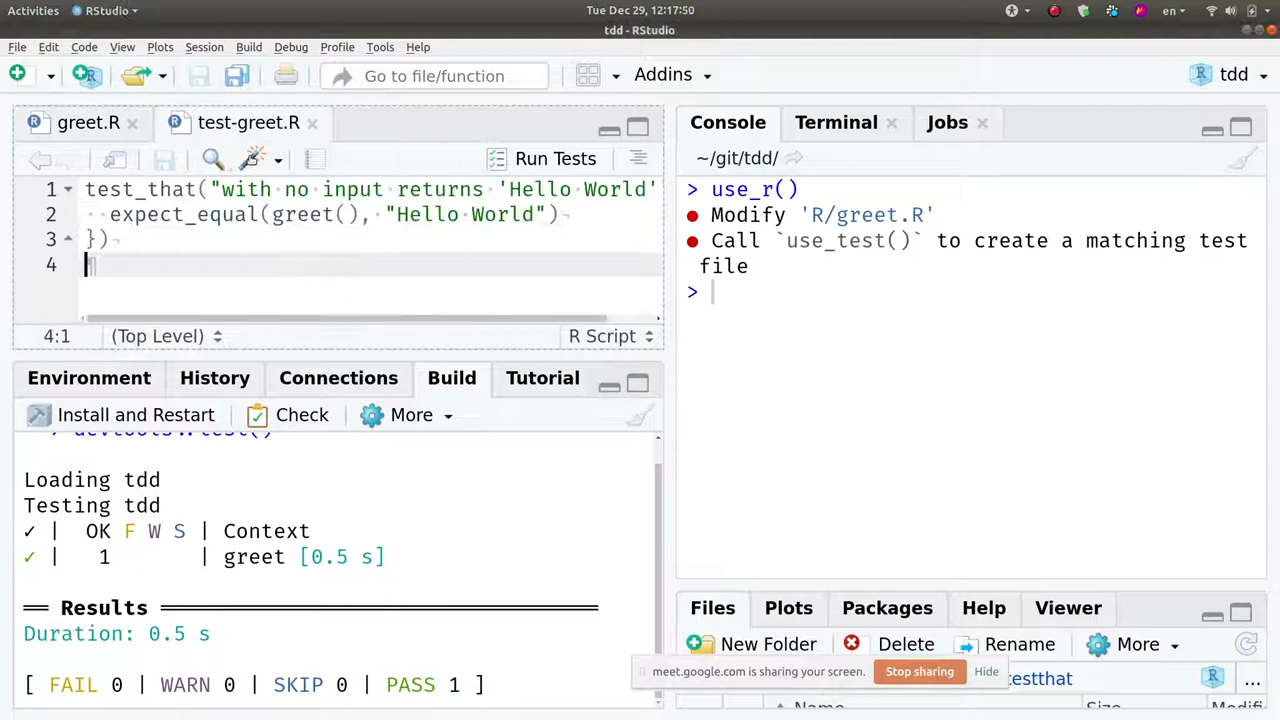 Activities RStudio Tue Dec 29, 12:17:50 en
tdd - RStudio
File Edit Code View Plots Session Build Debug Profile Tools Help
Go to file/function Addins tdd
greet.R test-greet.R
Run Tests
1 test_that("with no input returns 'Hello World'
2 expect_equal(greet(), "Hello World")
3 })
4
4:1 (Top Level) R Script
Environment History Connections Build Tutorial
Install and Restart Check More
devtools::test()
Loading tdd
Testing tdd
✓ | OK F W S | Context
✓ | 1 | greet [0.5 s]
══ Results ══════════════════════════════
Duration: 0.5 s
[ FAIL 0 | WARN 0 | SKIP 0 | PASS 1 ]
Console Terminal Jobs
~/git/tdd/
> use_r()
● Modify 'R/greet.R'
● Call `use_test()` to create a matching test
file
>
Files Plots Packages Help Viewer
New Folder Delete Rename More
meet.google.com is sharing your screen. Stop sharing Hide
testthat ...
Name Size Modifi